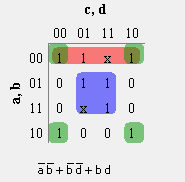 c, d
00 01 11 10
a, b
00 1 1 x 1
01 0 1 1 0
11 0 x 1 0
10 1 0 0 1
a̅ b̅ + b̅ d̅ + b d